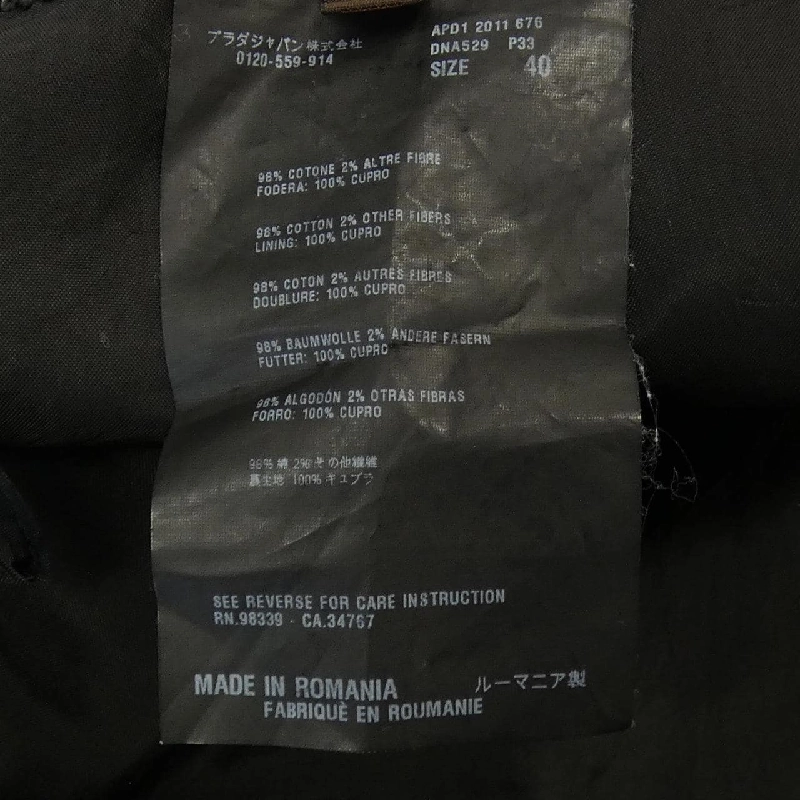 プラダジャパン株式会社
0120-559-914
APD1 2011 676
DNA529 P33
SIZE 40
98% COTONE 2% ALTRE FIBRE
FODERA: 100% CUPRO
98% COTTON 2% OTHER FIBERS
LINING: 100% CUPRO
98% COTON 2% AUTRES FIBRES
DOUBLURE: 100% CUPRO
98% BAUMWOLLE 2% ANDERE FASERN
FUTTER: 100% CUPRO
98% ALGODÓN 2% OTRAS FIBRAS
FORRO: 100% CUPRO
98% 綿 2% その他繊維
裏生地 100% キュプラ
SEE REVERSE FOR CARE INSTRUCTION
RN.98339 - CA.34767
MADE IN ROMANIA ルーマニア製
FABRIQUÈ EN ROUMANIE